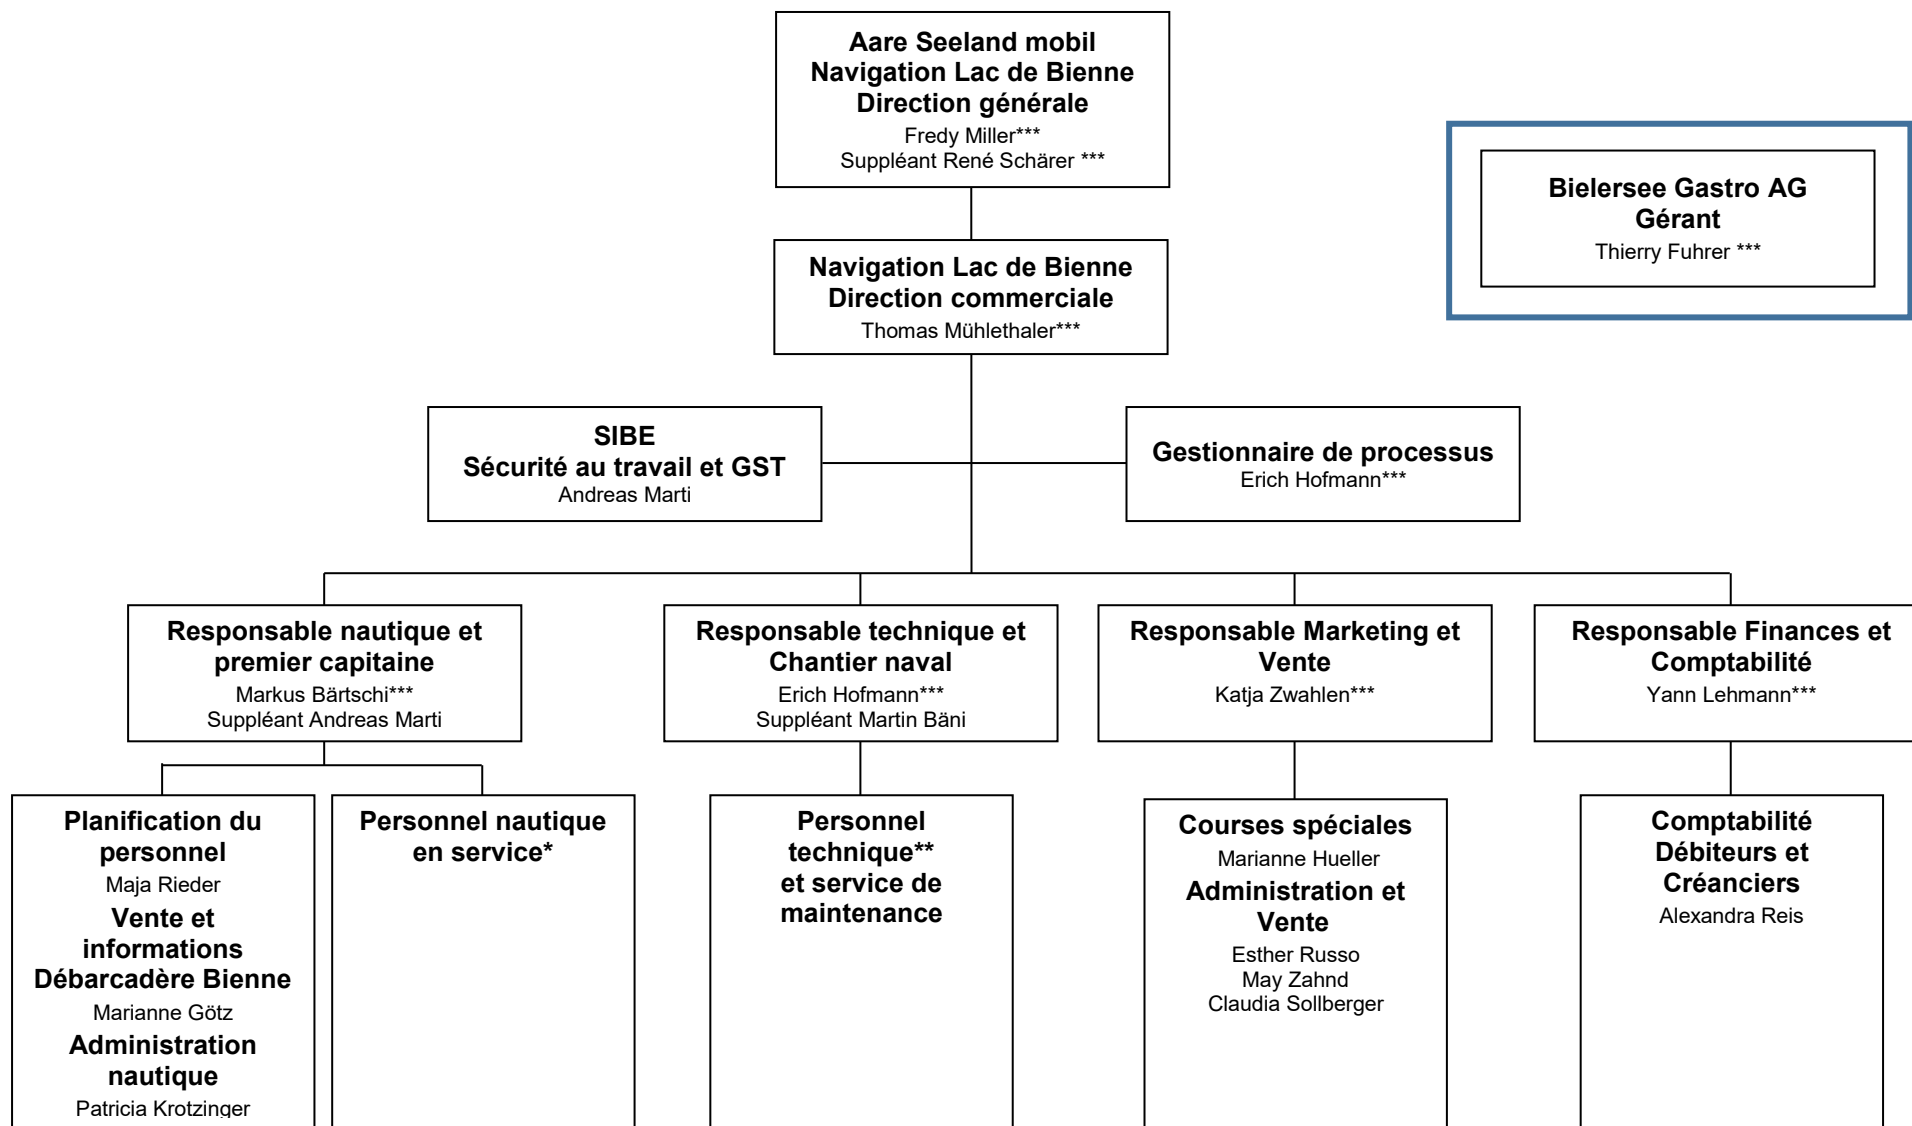 Aare Seeland mobil
Navigation Lac de Bienne
Direction générale
Fredy Miller***
Suppléant René Schärer ***
Bielersee Gastro AG
Gérant
Thierry Fuhrer ***
Navigation Lac de Bienne
Direction commerciale
Thomas Mühlethaler***
SIBE
Sécurité au travail et GST
Andreas Marti
Gestionnaire de processus
Erich Hofmann***
Responsable nautique et
premier capitaine
Markus Bärtschi***
Suppléant Andreas Marti
Responsable technique et
Chantier naval
Erich Hofmann***
Suppléant Martin Bäni
Responsable Marketing et
Vente
Katja Zwahlen***
Responsable Finances et
Comptabilité
Yann Lehmann***
Planification du
personnel
Maja Rieder
Vente et
informations
Débarcadère Bienne
Marianne Götz
Administration
nautique
Patricia Krotzinger
Personnel nautique
en service*
Personnel
technique**
et service de
maintenance
Courses spéciales
Marianne Hueller
Administration et
Vente
Esther Russo
May Zahnd
Claudia Sollberger
Comptabilité
Débiteurs et
Créanciers
Alexandra Reis